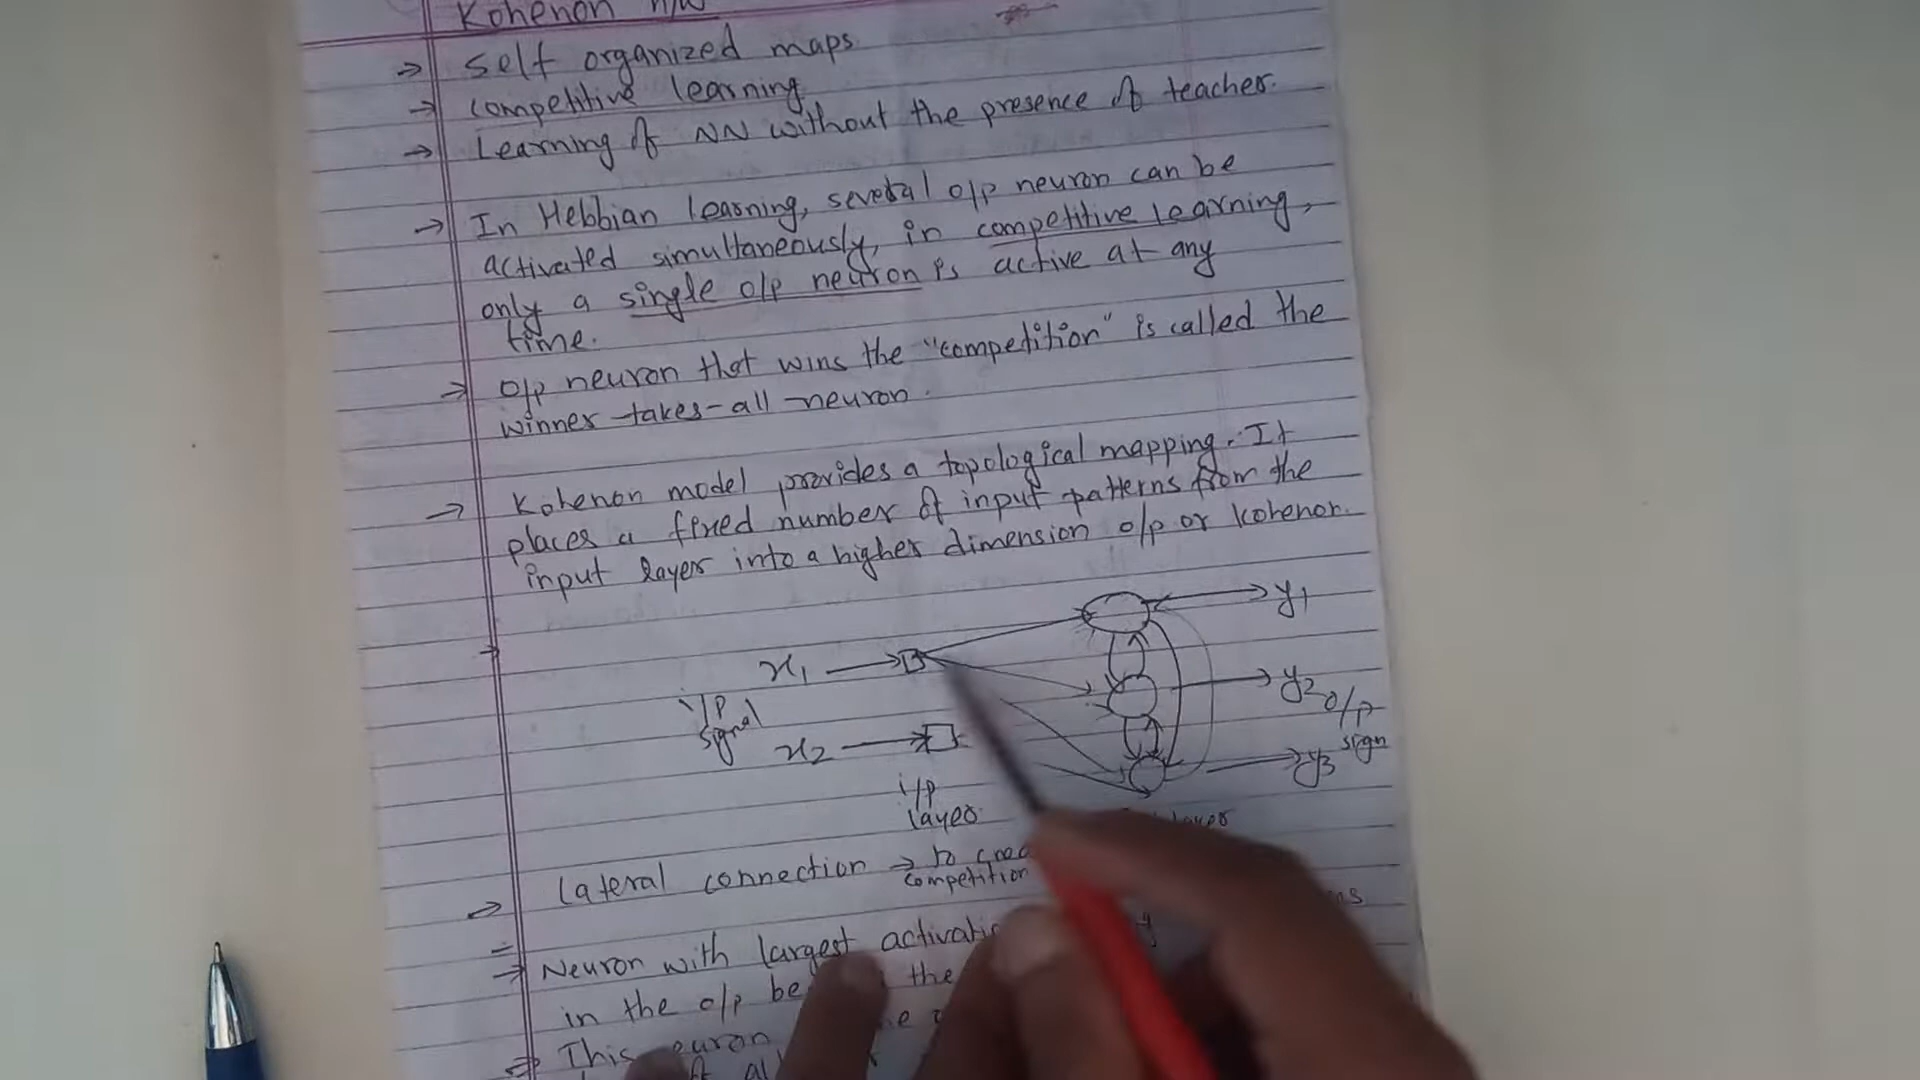 Kohenon n/w
self organized maps
competitive learning
Learning of NN without the presence of teacher.
In Hebbian learning, several o/p neuron can be
activated simultaneously, in competitive learning,
only a single o/p neuron is active at any
time.
o/p neuron that wins the "competition" is called the
winner-takes-all-neuron.
Kohenon model provides a topological mapping. It
places a fixed number of input patterns from the
input layer into a higher dimension o/p or kohenon.
x1
y1
i/p
signal
y2
o/p
sign
x2
y3
i/p
layer
layer
Lateral connection → to
competition
Neuron with largest
in the o/p the
This